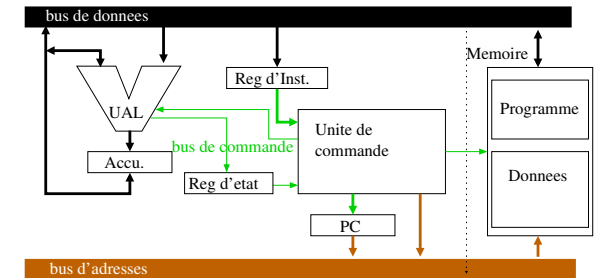 bus de donnees
Memoire
Reg d'Inst.
UAL
Programme
Unite de
commande
bus de commande
Accu.
Reg d'etat
Donnees
PC
bus d'adresses